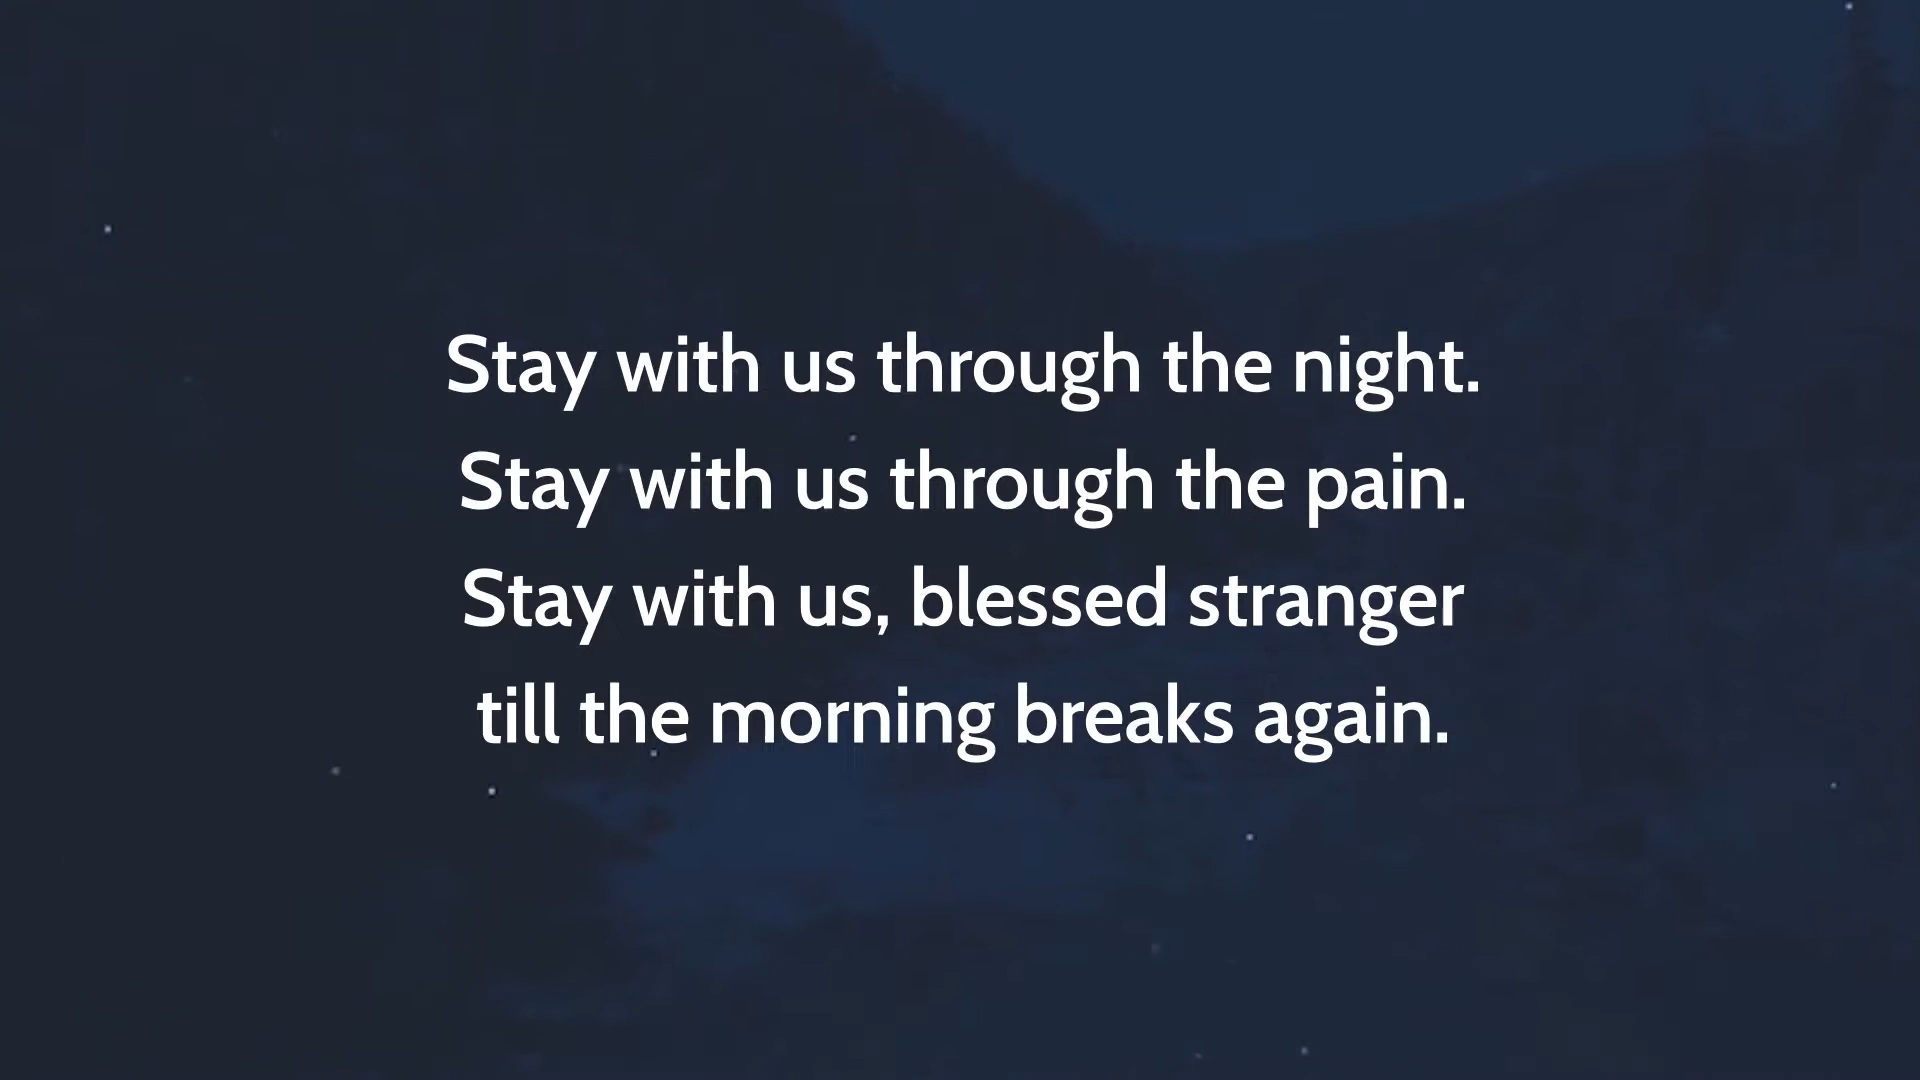 Stay with us through the night.
Stay with us through the pain.
Stay with us, blessed stranger
till the morning breaks again.